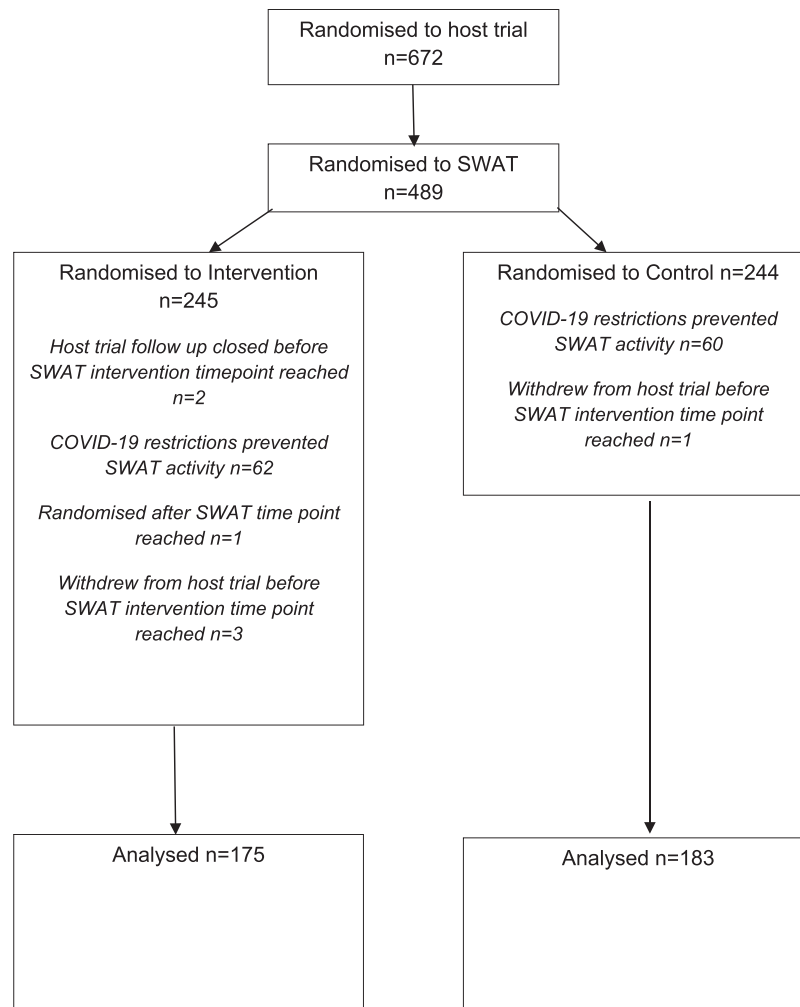 Randomised to host trial
n=672
Randomised to SWAT
n=489
Randomised to Intervention
n=245
Host trial follow up closed before
SWAT intervention timepoint reached
n=2
COVID-19 restrictions prevented
SWAT activity n=62
Randomised after SWAT time point
reached n=1
Withdrew from host trial before
SWAT intervention time point
reached n=3
Randomised to Control n=244
COVID-19 restrictions prevented
SWAT activity n=60
Withdrew from host trial before
SWAT intervention time point
reached n=1
Analysed n=175
Analysed n=183